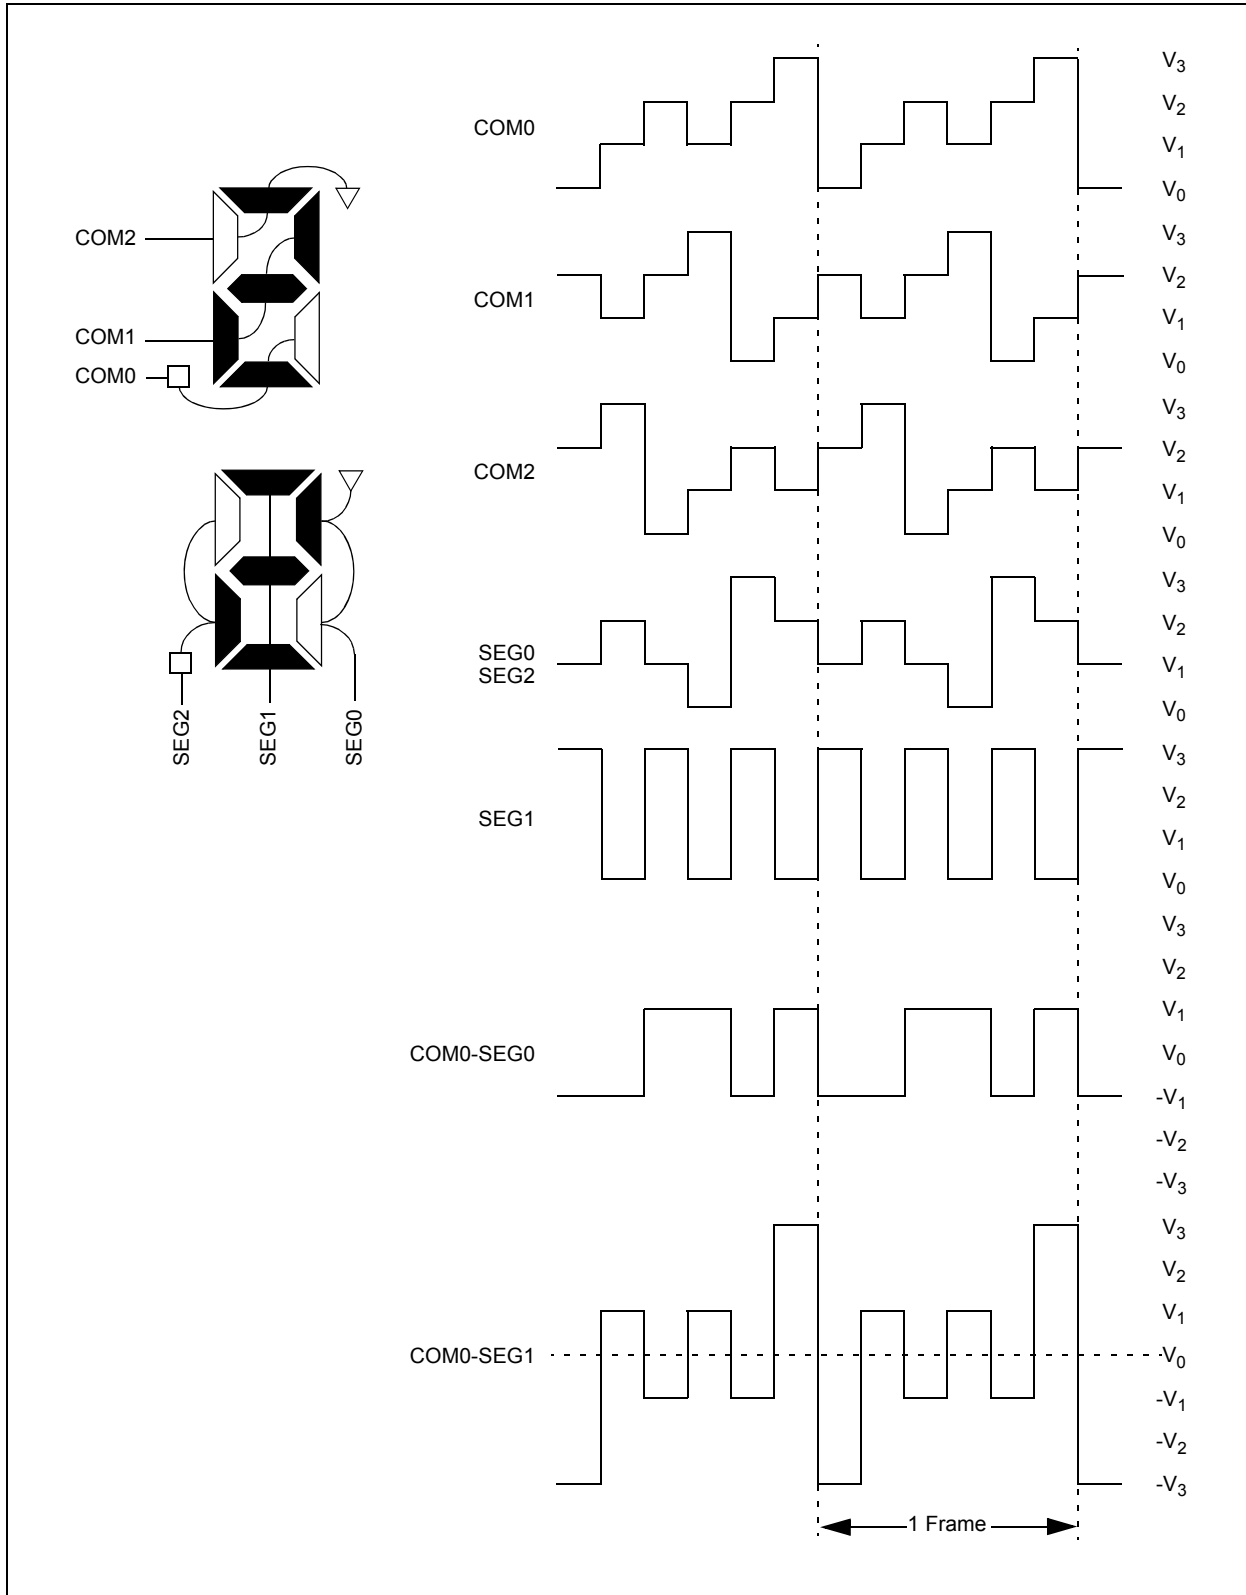 COM2
COM1
COM0
SEG2
SEG1
SEG0
COM0
V3
V2
V1
V0
COM1
V3
V2
V1
V0
COM2
V3
V2
V1
V0
SEG0
SEG2
V3
V2
V1
V0
SEG1
V3
V2
V1
V0
COM0-SEG0
V3
V2
V1
V0
-V1
-V2
-V3
COM0-SEG1
V3
V2
V1
V0
-V1
-V2
-V3
1 Frame